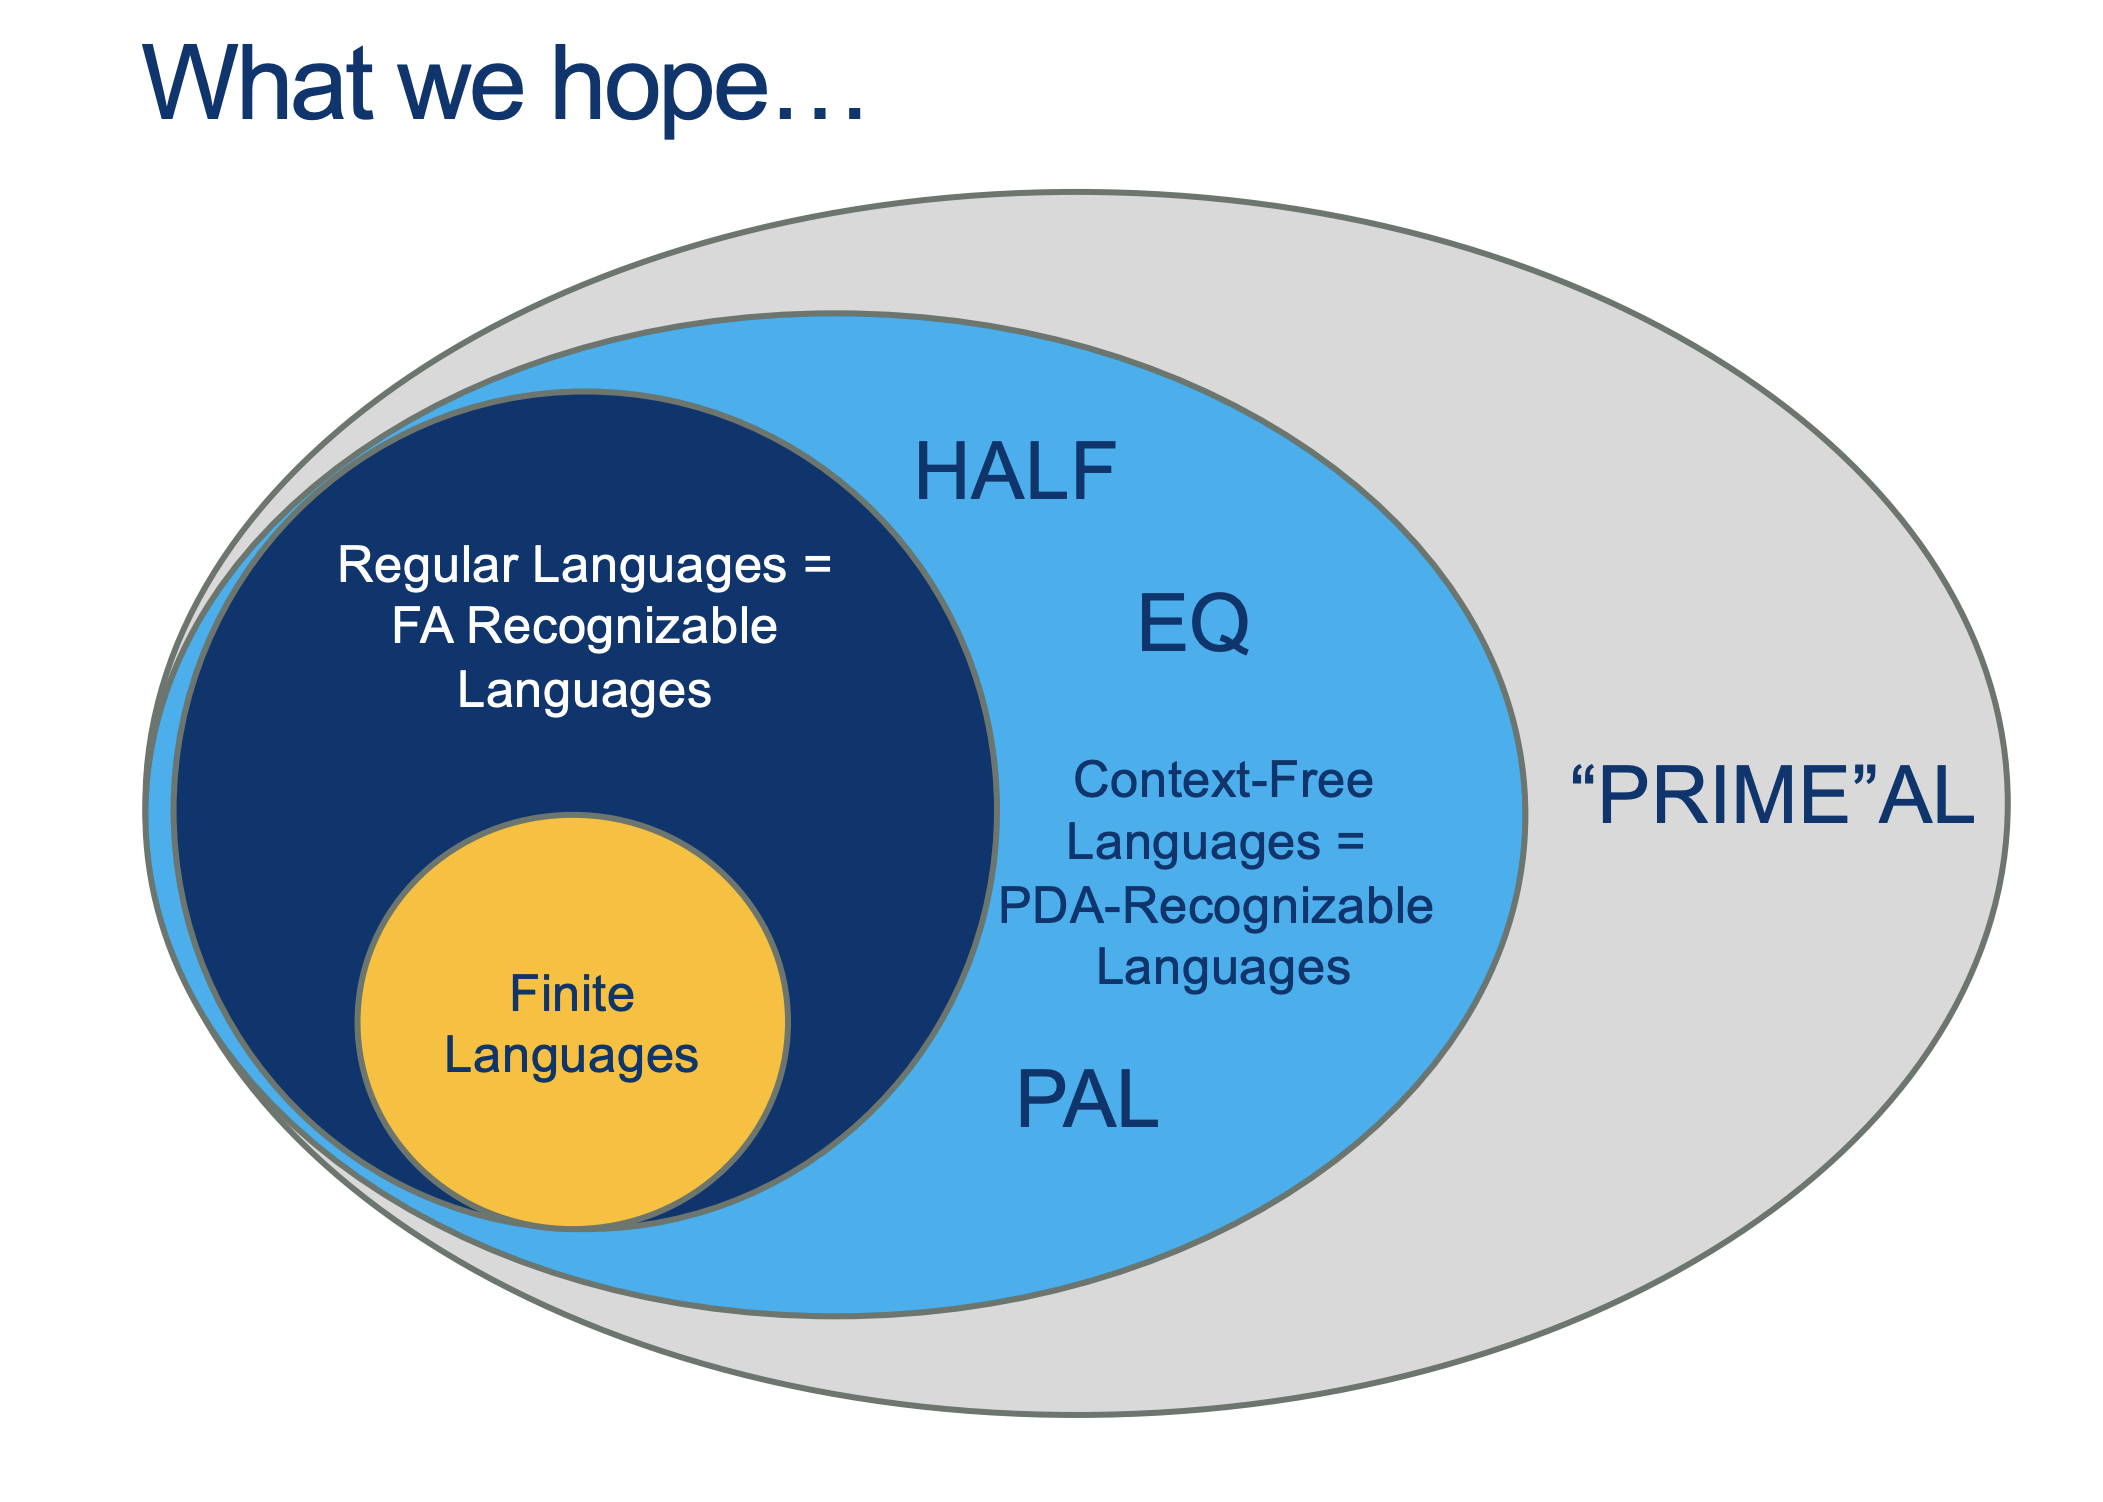 What we hope…
HALF
Regular Languages =
FA Recognizable
Languages
EQ
Context-Free
Languages =
PDA-Recognizable
Languages
“PRIME”AL
Finite
Languages
PAL